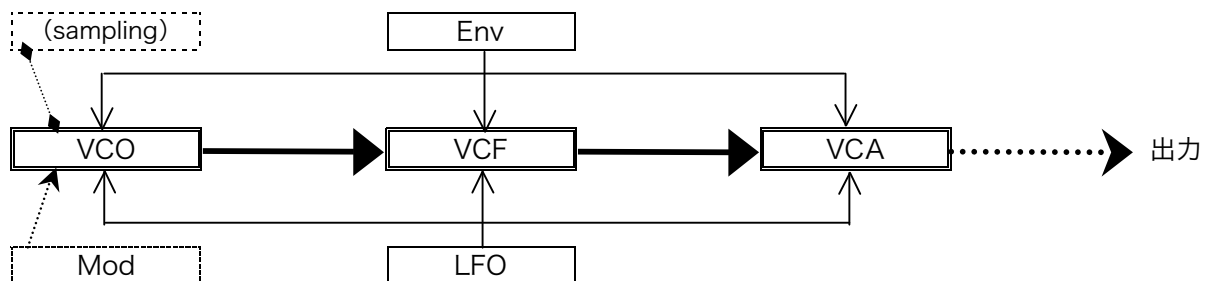 （sampling）
Env
VCO
VCF
VCA
出力
Mod
LFO